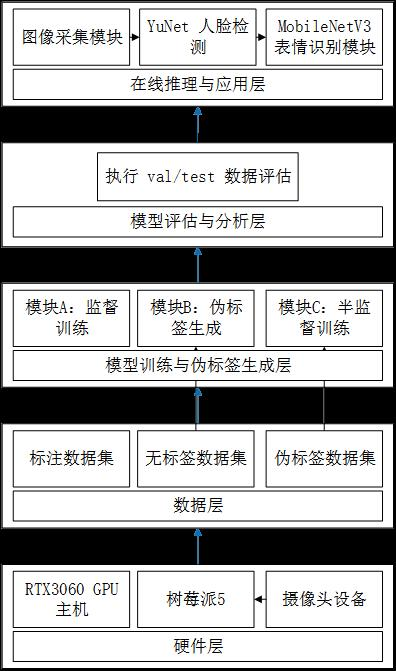 图像采集模块
YuNet 人脸检
测
MobileNetV3
表情识别模块
在线推理与应用层
执行 val/test 数据评估
模型评估与分析层
模块A: 监督
训练
模块B: 伪标
签生成
模块C: 半监
督训练
模型训练与伪标签生成层
标注数据集
无标签数据集
伪标签数据集
数据层
RTX3060 GPU
主机
树莓派5
摄像头设备
硬件层